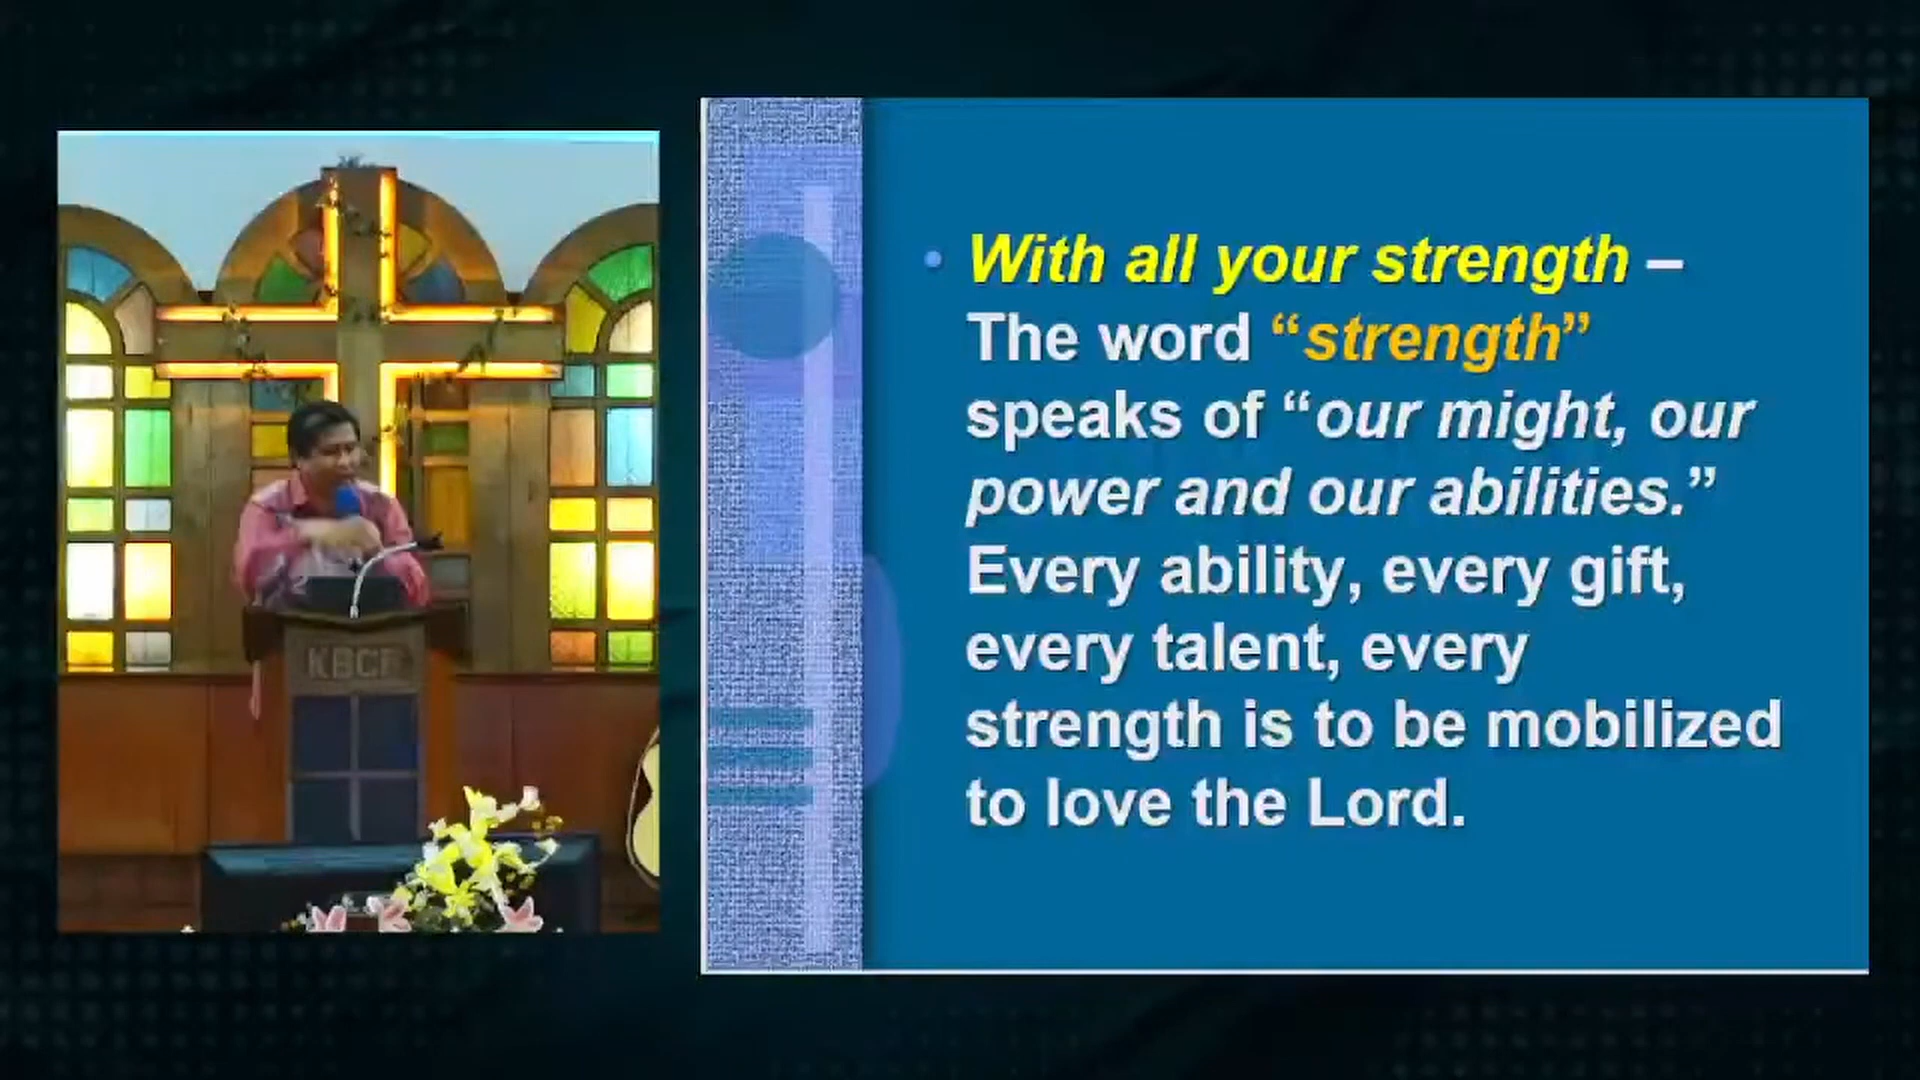 KBCF
• With all your strength –
The word “strength”
speaks of “our might, our
power and our abilities.”
Every ability, every gift,
every talent, every
strength is to be mobilized
to love the Lord.